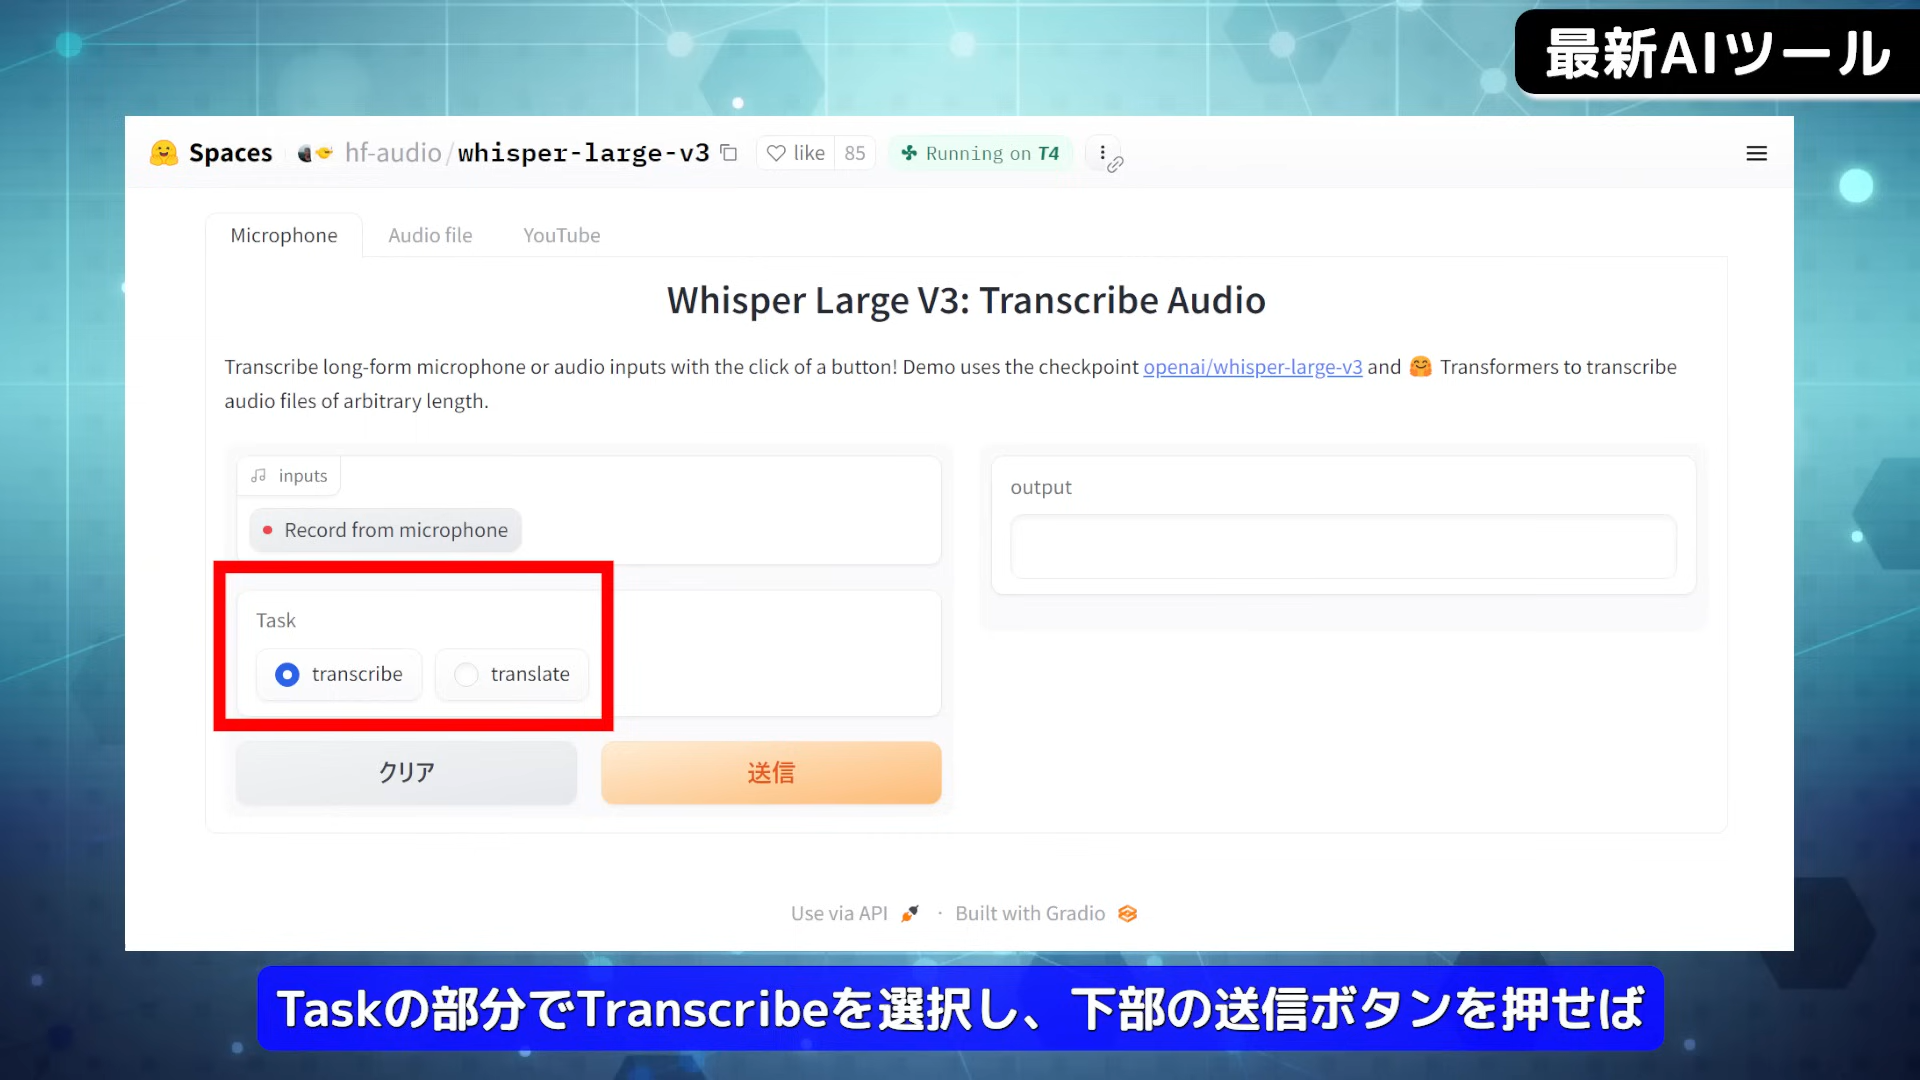 最新AIツール
Spaces hf-audio/whisper-large-v3 like 85 Running on T4
Microphone Audio file YouTube
Whisper Large V3: Transcribe Audio
Transcribe long-form microphone or audio inputs with the click of a button! Demo uses the checkpoint openai/whisper-large-v3 and 🤗 Transformers to transcribe
audio files of arbitrary length.
inputs
Record from microphone
output
Task
transcribe translate
クリア 送信
Use via API · Built with Gradio
Taskの部分でTranscribeを選択し、下部の送信ボタンを押せば